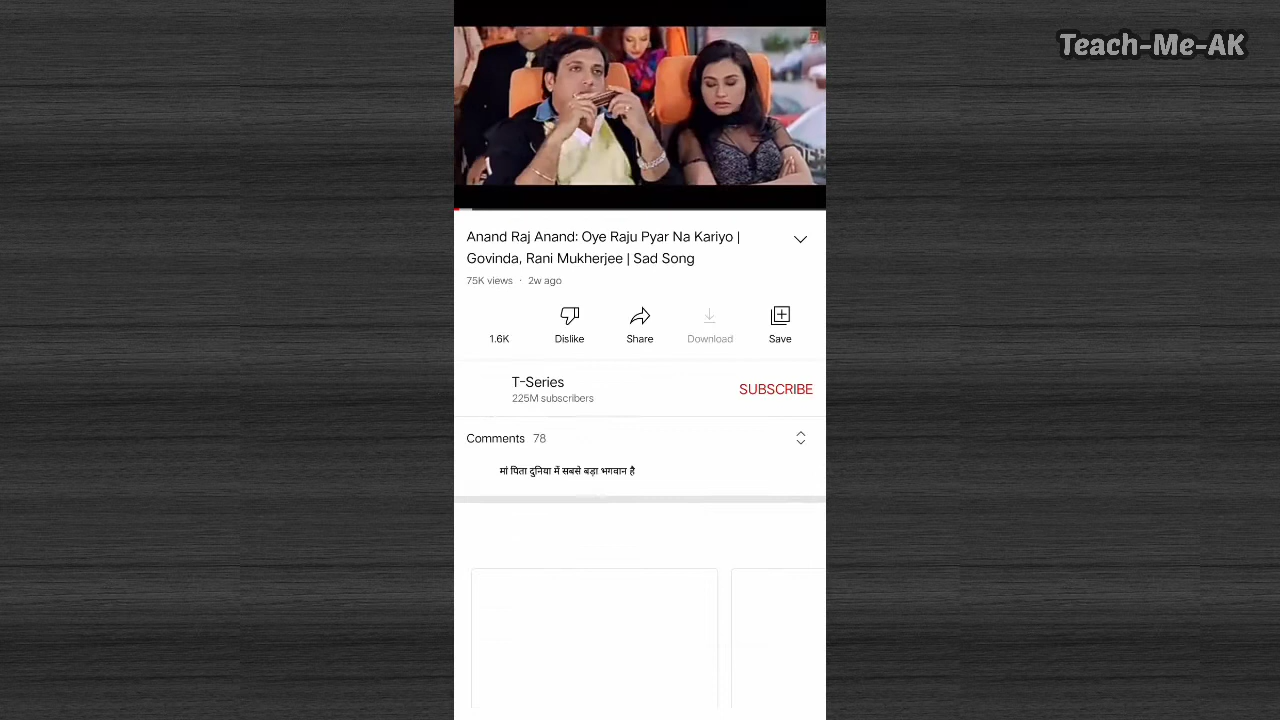 Teach-Me-AK
Anand Raj Anand: Oye Raju Pyar Na Kariyo |
Govinda, Rani Mukherjee | Sad Song
75K views · 2w ago
1.6K Dislike Share Download Save
T-Series
225M subscribers
SUBSCRIBE
Comments 78
मां पिता दुनिया में सबसे बड़ा भगवान है